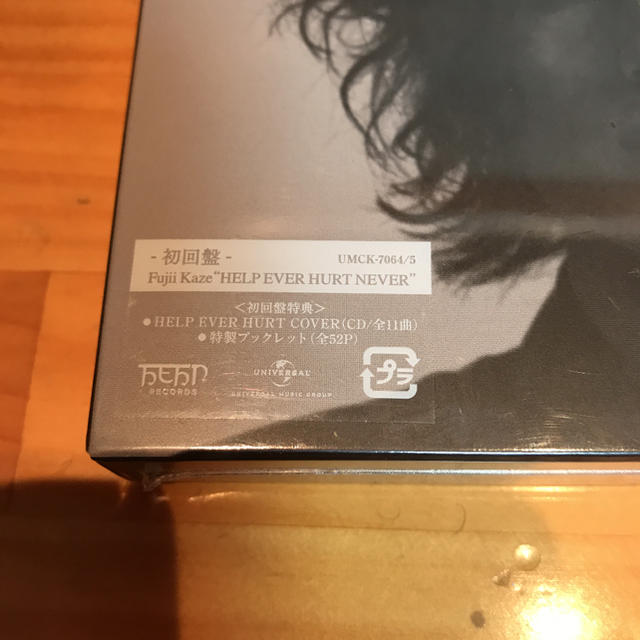 - 初回盤 - UMCK-7064/5
Fujii Kaze“HELP EVER HURT NEVER”
＜初回盤特典＞
●HELP EVER HURT COVER(CD/全11曲)
●特製ブックレット(全52P)
HEHN RECORDS
UNIVERSAL
UNIVERSAL MUSIC GROUP
プラ